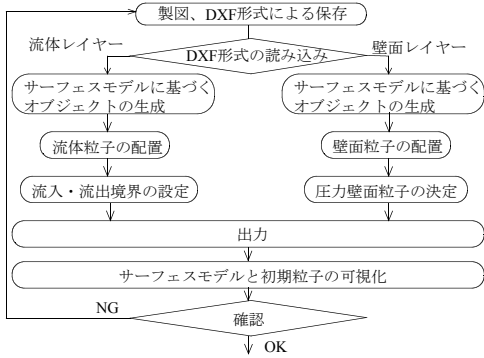 製図、DXF形式による保存
流体レイヤー
DXF形式の読み込み
壁面レイヤー
サーフェスモデルに基づく
オブジェクトの生成
サーフェスモデルに基づく
オブジェクトの生成
流体粒子の配置
壁面粒子の配置
流入・流出境界の設定
圧力壁面粒子の決定
出力
サーフェスモデルと初期粒子の可視化
NG
確認
OK